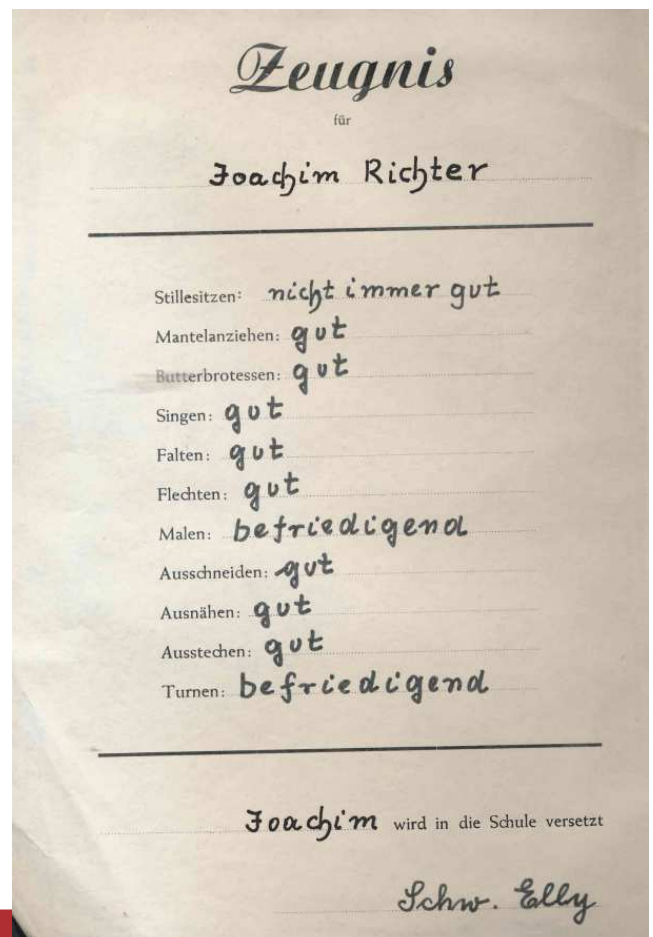 Zeugnis
für
Joachim Richter
Stillesitzen: nicht immer gut
Mantelanziehen: gut
Butterbrotessen: gut
Singen: gut
Falten: gut
Flechten: gut
Malen: befriedigend
Ausschneiden: gut
Ausnähen: gut
Ausstechen: gut
Turnen: befriedigend
Joachim wird in die Schule versetzt
Schw. Elly